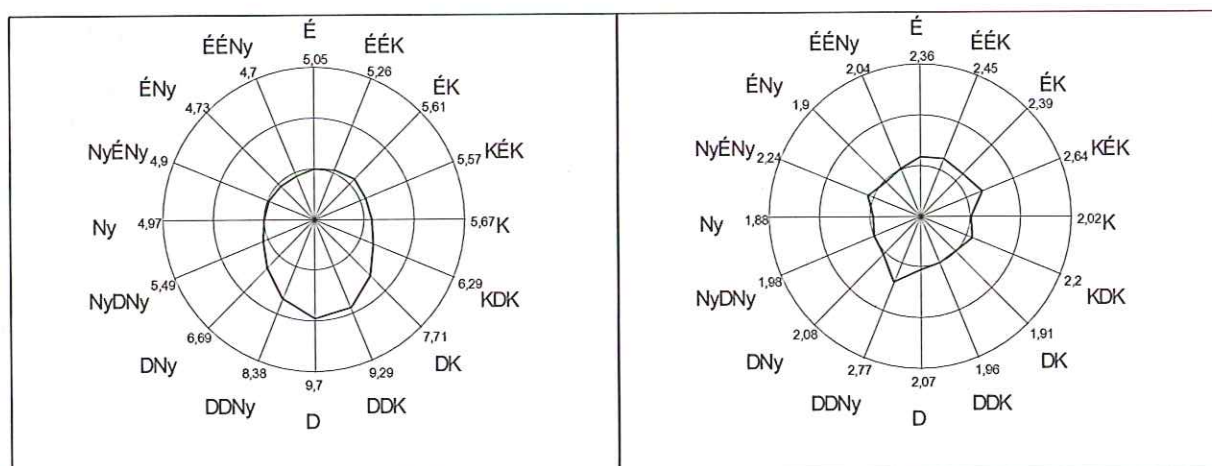 É
5,05
ÉÉK
5,26
ÉK
5,61
KÉK
5,57
K
5,67
KDK
6,29
DK
7,71
DDK
9,29
D
9,7
DDNy
8,38
DNy
6,69
NyDNy
5,49
Ny
4,97
NyÉNy
4,9
ÉNy
4,73
ÉÉNy
4,7
É
2,36
ÉÉK
2,45
ÉK
2,39
KÉK
2,64
K
2,02
KDK
2,2
DK
1,91
DDK
1,96
D
2,07
DDNy
2,77
DNy
2,08
NyDNy
1,98
Ny
1,88
NyÉNy
2,24
ÉNy
1,9
ÉÉNy
2,04